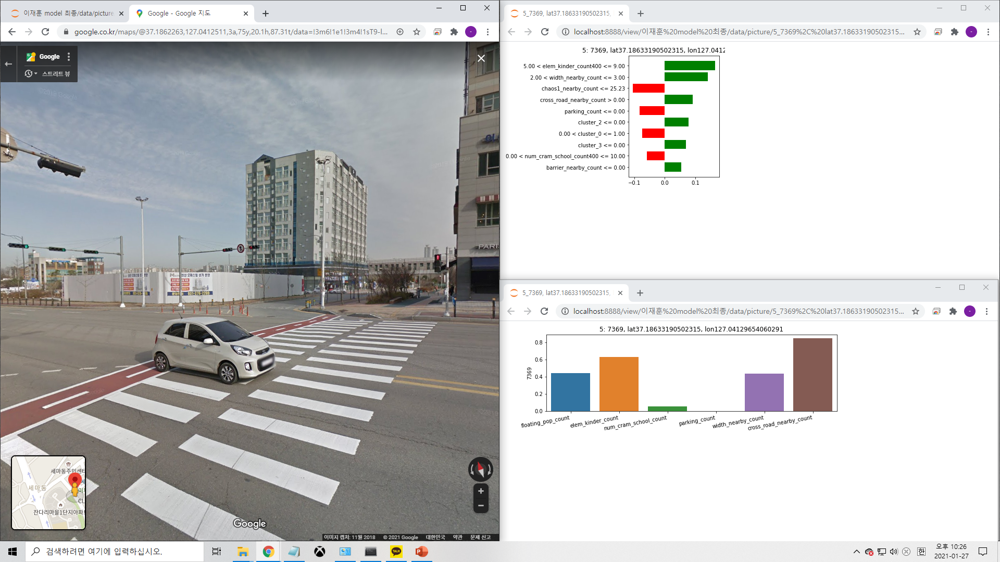 이재훈 model 최종/data/picture
Google - Google 지도
google.co.kr/maps/@37.1862263,127.0412511,3a,75y,20.1h,87.31t/data=!3m6!1e1!3m4!1sT9-l...
Google
스트리트 뷰
PARIS
031-376-2299
세마동주민센터
세마동
잔다리마을1단지아파트
Google
이미지 캡처: 11월 2018 © 2021 Google 대한민국 약관 문제 신고
5_7369, lat37.18633190502315,
localhost:8888/view/이재훈%20model%20최종/data/picture/5_7369%2C%20lat37.18633190502315...
5: 7369, lat37.18633190502315, lon127.0412
5.00 < elem_kinder_count400 <= 9.00
2.00 < width_nearby_count <= 3.00
chaos1_nearby_count <= 25.23
cross_road_nearby_count > 0.00
parking_count <= 0.00
cluster_2 <= 0.00
0.00 < cluster_0 <= 1.00
cluster_3 <= 0.00
0.00 < num_cram_school_count400 <= 10.00
barrier_nearby_count <= 0.00
−0.1 0.0 0.1
5_7369, lat37.18633190502315,
localhost:8888/view/이재훈%20model%20최종/data/picture/5_7369%2C%20lat37.18633190502315...
5: 7369, lat37.18633190502315, lon127.04129654060291
0.8
0.6
0.4
0.2
0.0
7369
floating_pop_count
elem_kinder_count
num_cram_school_count
parking_count
width_nearby_count
cross_road_nearby_count
검색하려면 여기에 입력하십시오.
TALK
한
오후 10:26
2021-01-27